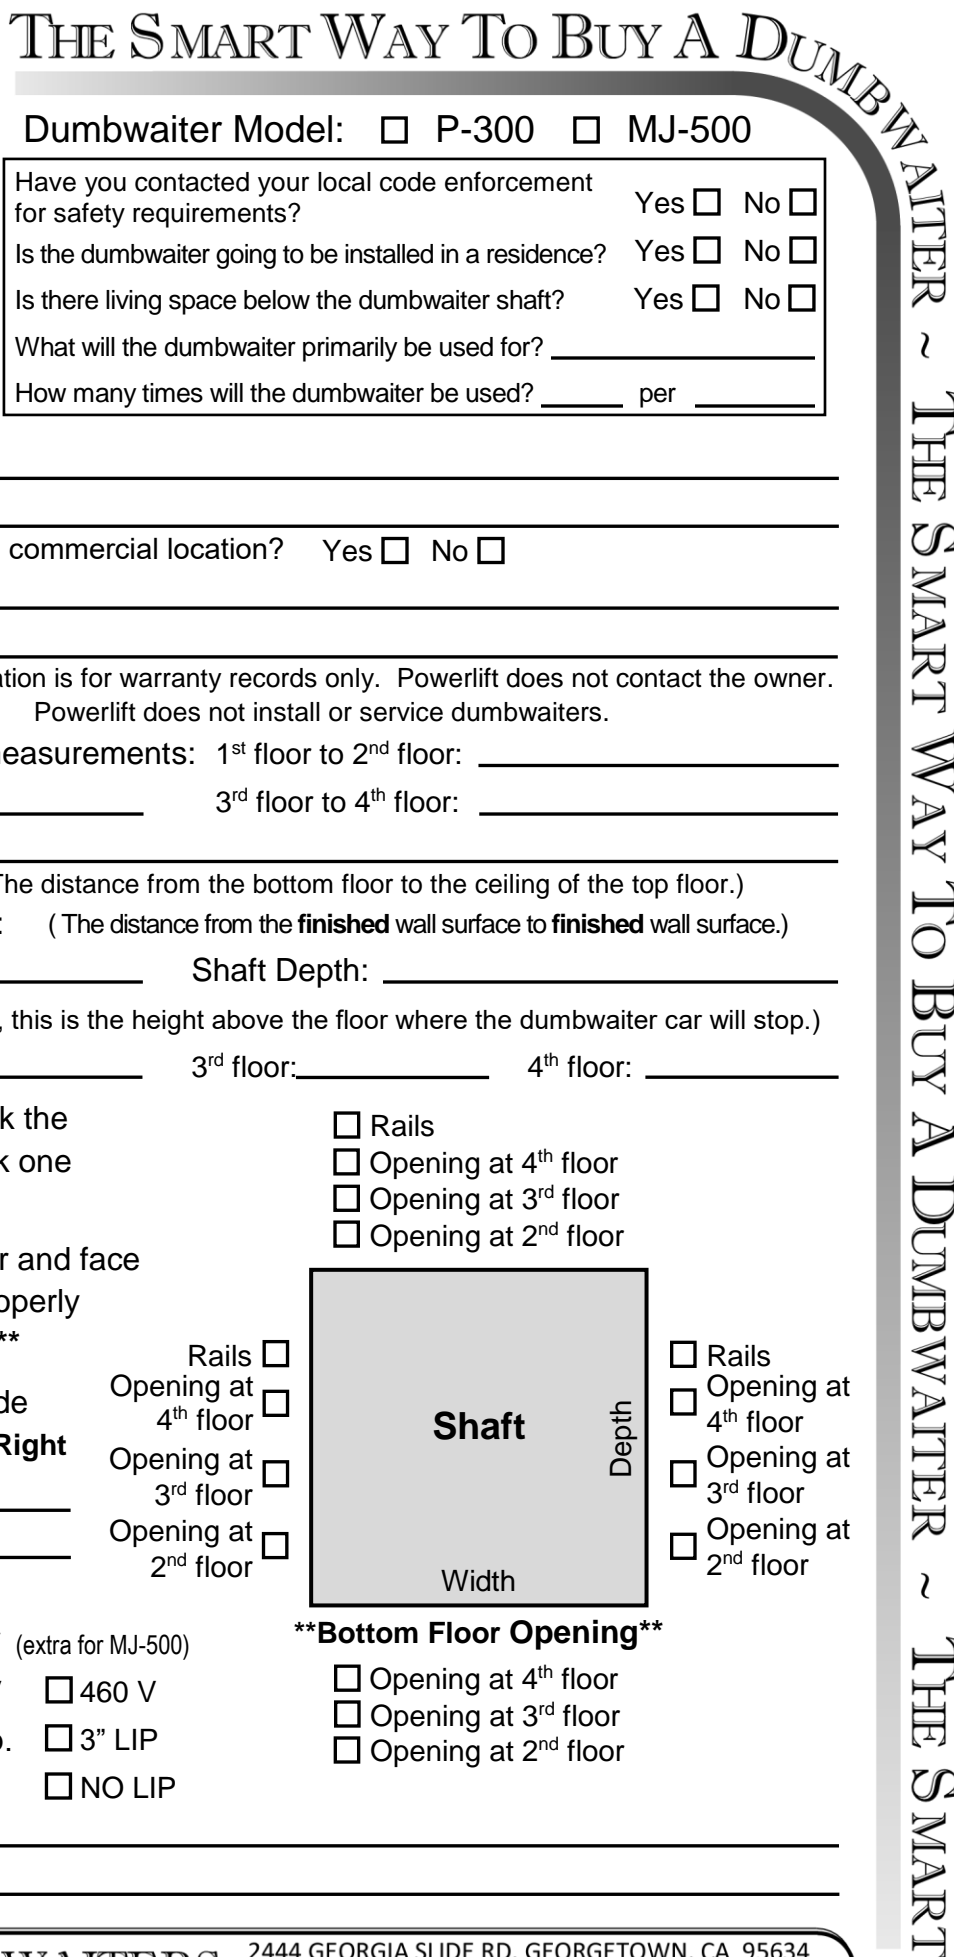 THE SMART WAY TO BUY A DUMBWAITER ~ THE SMART WAY TO BUY A DUMBWAITER ~ THE SMART
Dumbwaiter Model: ☐ P-300 ☐ MJ-500
Have you contacted your local code enforcement
for safety requirements? Yes ☐ No ☐
Is the dumbwaiter going to be installed in a residence? Yes ☐ No ☐
Is there living space below the dumbwaiter shaft? Yes ☐ No ☐
What will the dumbwaiter primarily be used for? ______
How many times will the dumbwaiter be used? ______ per ______
commercial location? Yes ☐ No ☐
ation is for warranty records only. Powerlift does not contact the owner.
Powerlift does not install or service dumbwaiters.
easurements: 1st floor to 2nd floor: ______
3rd floor to 4th floor: ______
The distance from the bottom floor to the ceiling of the top floor.)
: ( The distance from the finished wall surface to finished wall surface.)
Shaft Depth: ______
, this is the height above the floor where the dumbwaiter car will stop.)
3rd floor:______ 4th floor: ______
k the
k one
r and face
operly
**
de
Right
☐ Rails
☐ Opening at 4th floor
☐ Opening at 3rd floor
☐ Opening at 2nd floor
Rails ☐
Opening at
4th floor ☐
Opening at
3rd floor ☐
Opening at
2nd floor ☐
Shaft
Depth
Width
☐ Rails
☐ Opening at
4th floor
☐ Opening at
3rd floor
☐ Opening at
2nd floor
**Bottom Floor Opening**
☐ Opening at 4th floor
☐ Opening at 3rd floor
☐ Opening at 2nd floor
(extra for MJ-500)
☐ 460 V
. ☐ 3” LIP
☐ NO LIP
WAITERS 2444 GEORGIA SLIDE RD. GEORGETOWN, CA 95634